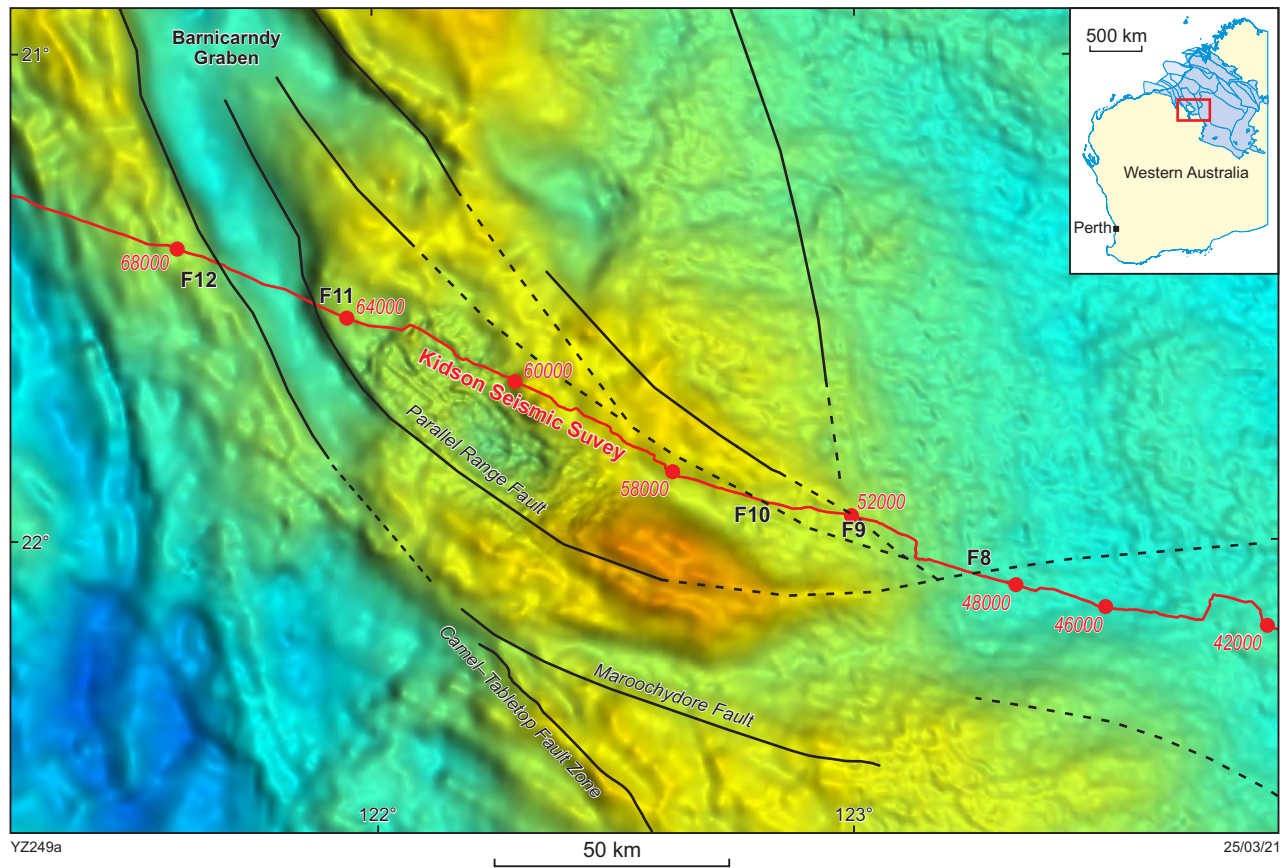 Barnicarndy
Graben
21°
500 km
Western Australia
Perth
68000
F12
F11
64000
60000
Kidson Seismic Suvey
Parallel Range Fault
58000
F10
52000
F9
22°
F8
48000
46000
42000
Camel–Tabletop Fault Zone
Maroochydore Fault
122°
123°
YZ249a
50 km
25/03/21